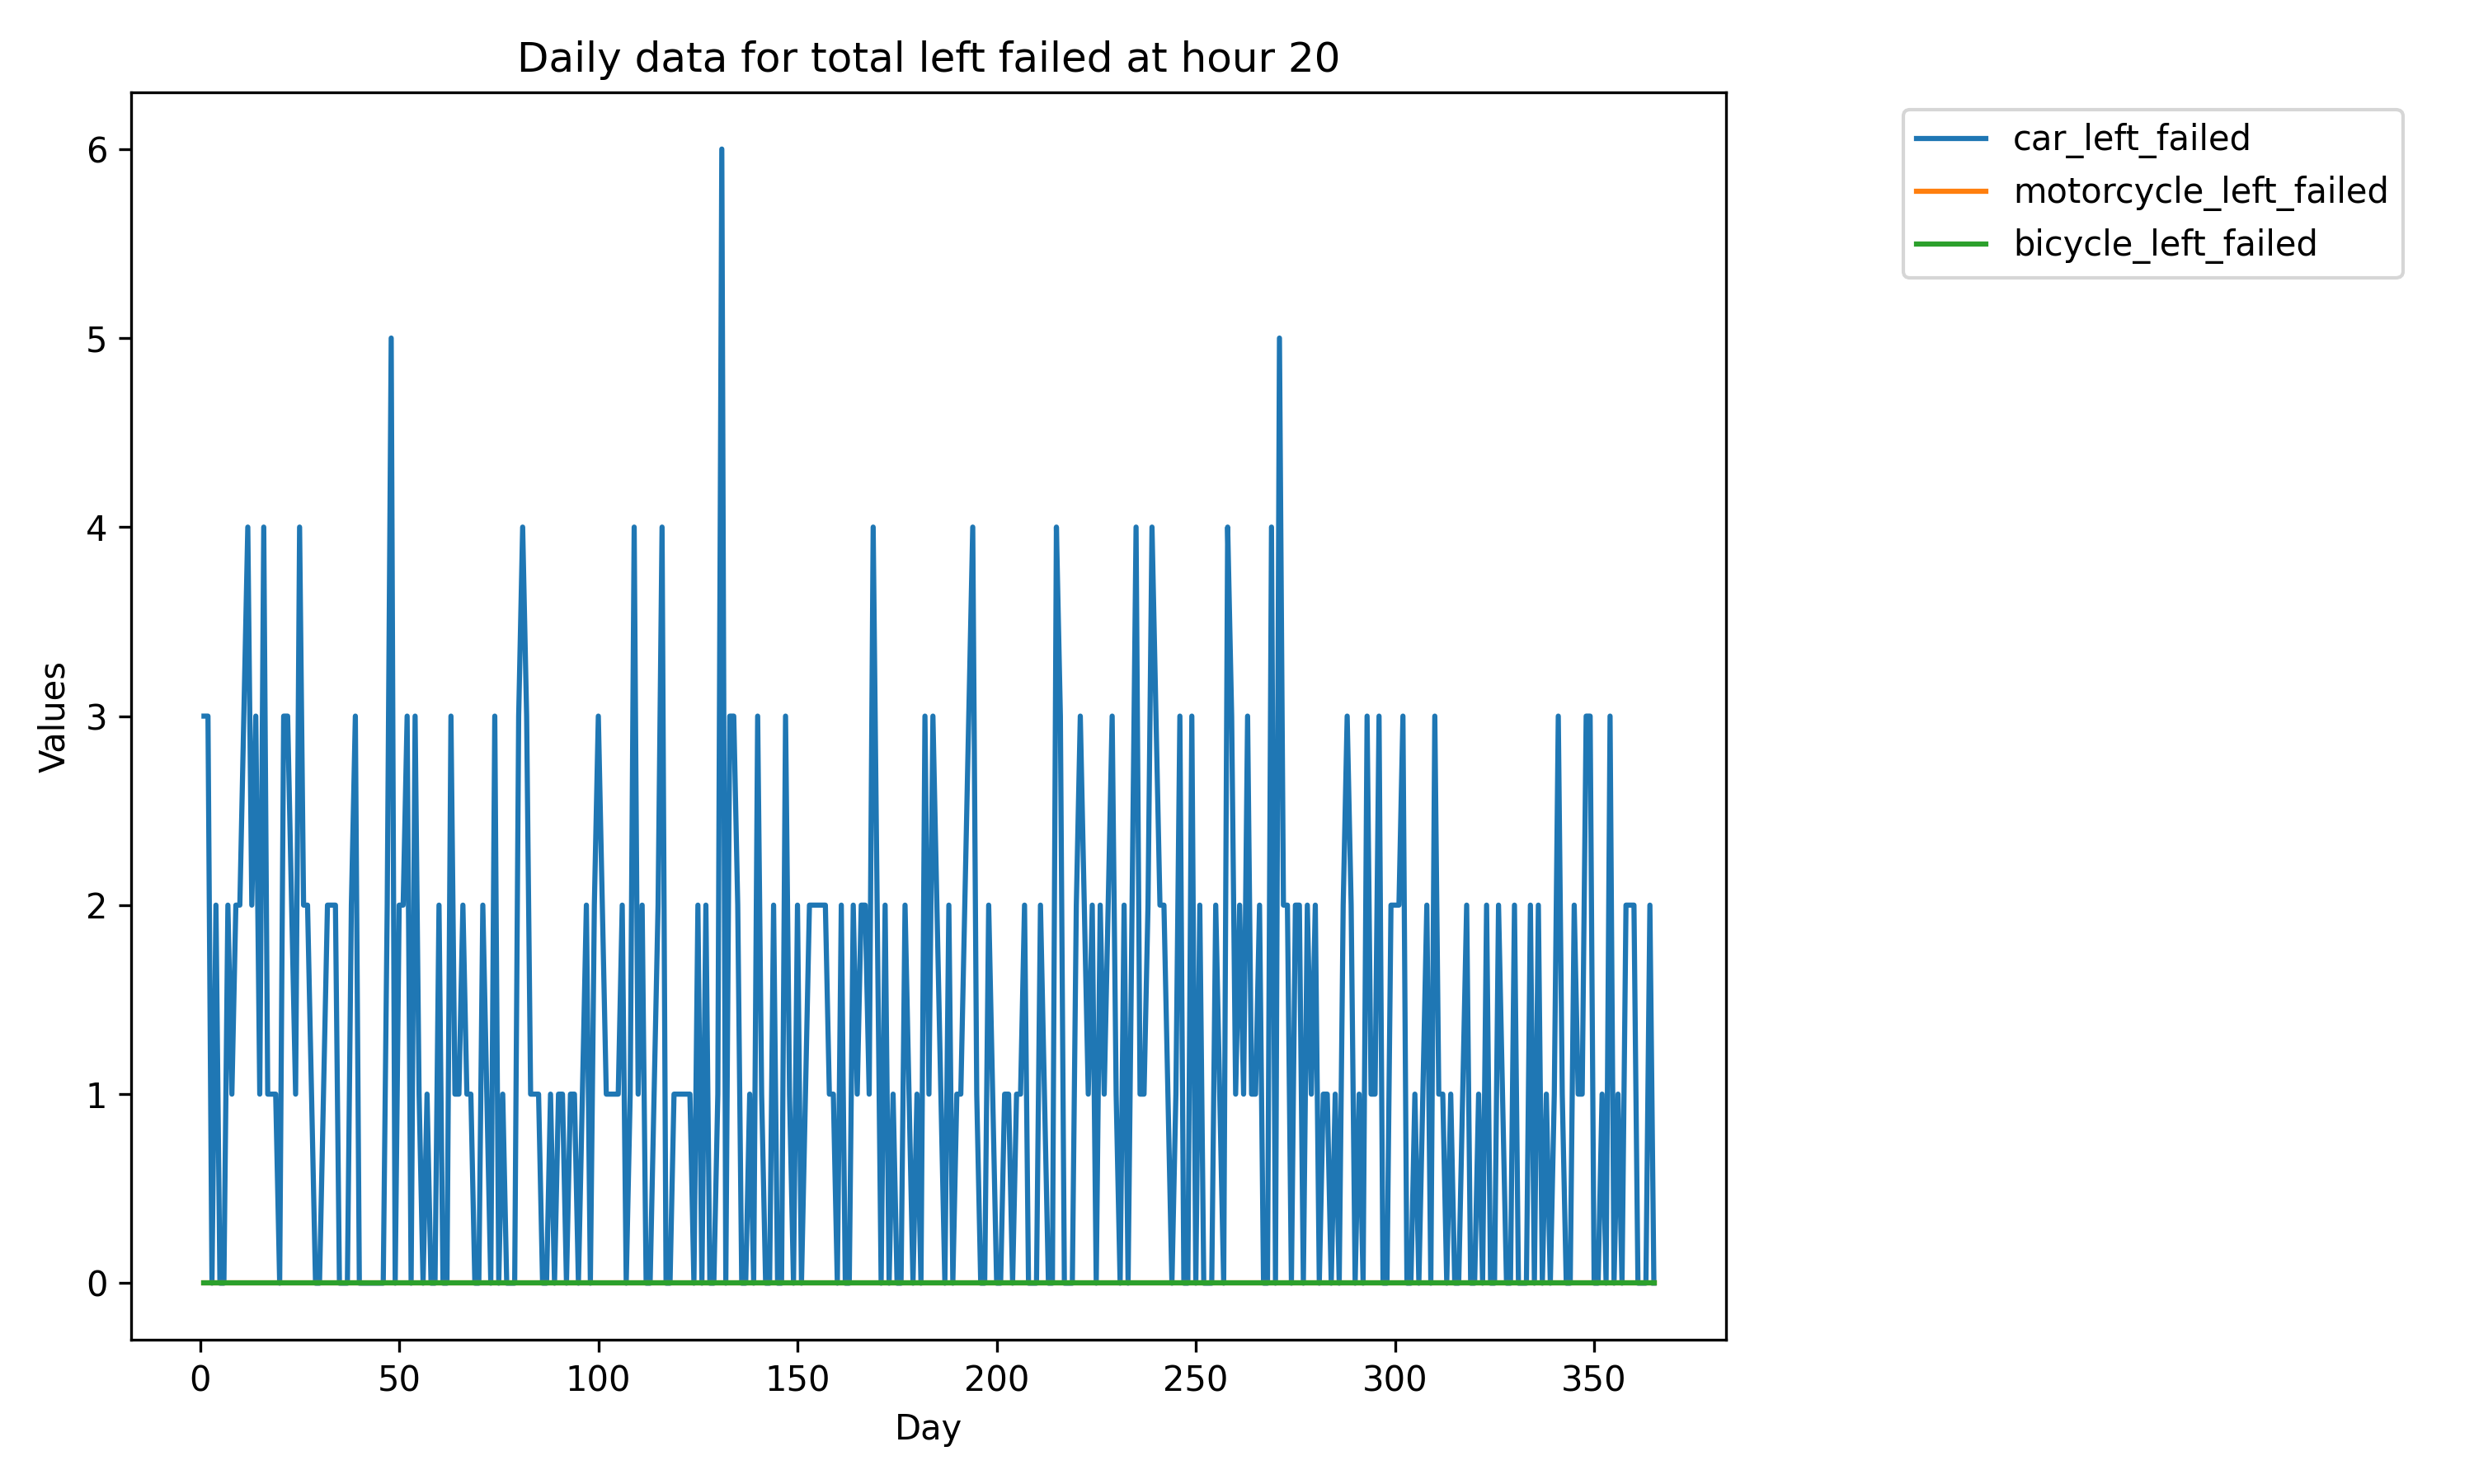 Daily data for total left failed at hour 20
car_left_failed
motorcycle_left_failed
bicycle_left_failed
6
5
4
3
2
1
0
Values
0 50 100 150 200 250 300 350
Day